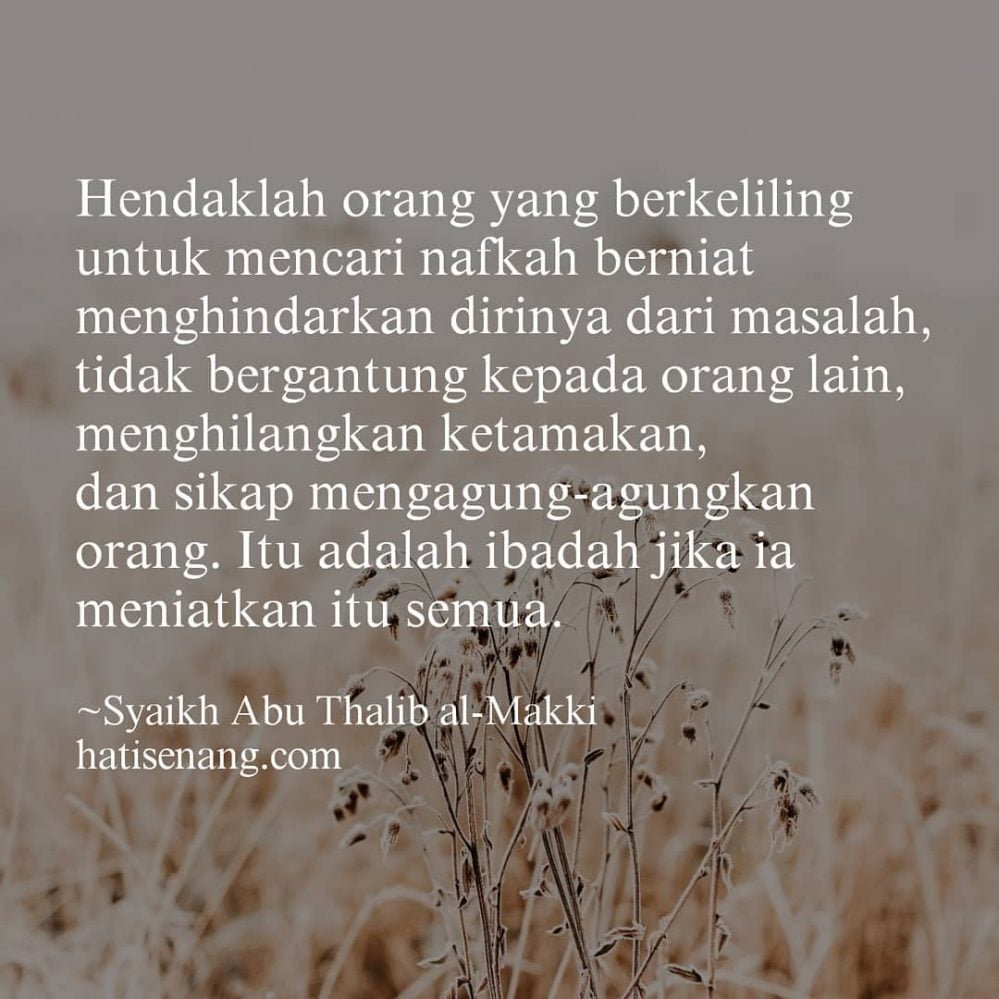 Hendaklah orang yang berkeliling
untuk mencari nafkah berniat
menghindarkan dirinya dari masalah,
tidak bergantung kepada orang lain,
menghilangkan ketamakan,
dan sikap mengagung-agungkan
orang. Itu adalah ibadah jika ia
meniatkan itu semua.
~Syaikh Abu Thalib al-Makki
hatisenang.com